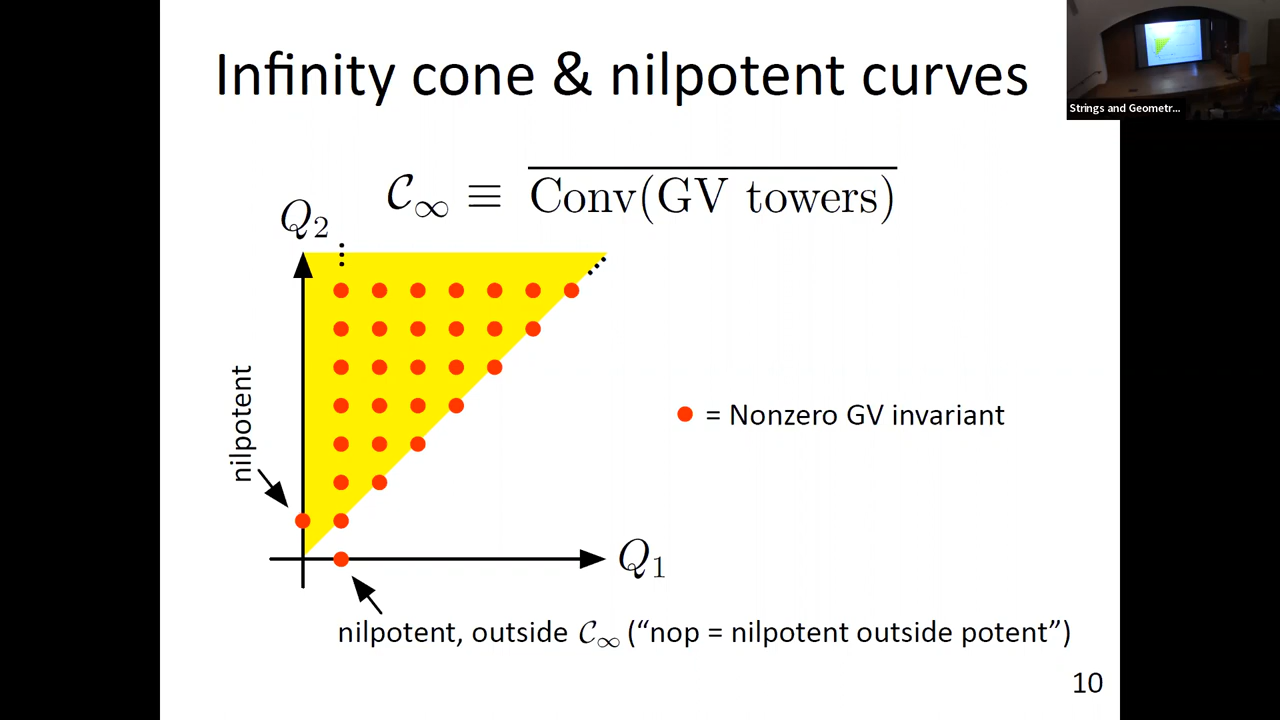 Infinity cone & nilpotent curves
Strings and Geometr...
𝒞∞ ≡ Conv(GV towers)
Q₂
nilpotent
= Nonzero GV invariant
Q₁
nilpotent, outside 𝒞∞ (“nop = nilpotent outside potent”)
10